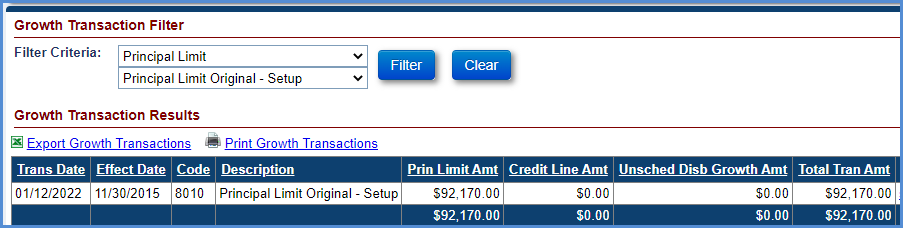 Growth Transaction Filter
Filter Criteria: Principal Limit
Principal Limit Original - Setup
Filter
Clear
Growth Transaction Results
Export Growth Transactions Print Growth Transactions
Trans Date Effect Date Code Description Prin Limit Amt Credit Line Amt Unsched Disb Growth Amt Total Tran Amt
01/12/2022 11/30/2015 8010 Principal Limit Original - Setup $92,170.00 $0.00 $0.00 $92,170.00
$92,170.00 $0.00 $0.00 $92,170.00